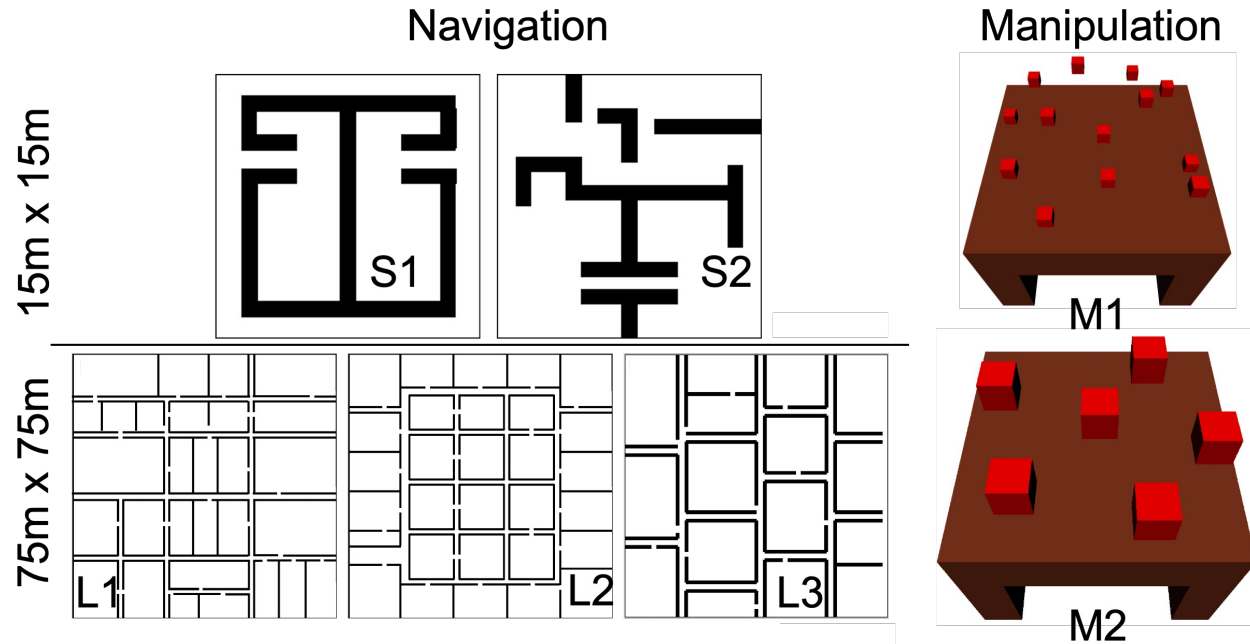 Navigation
Manipulation
15m x 15m
S1
S2
M1
75m x 75m
L1
L2
L3
M2